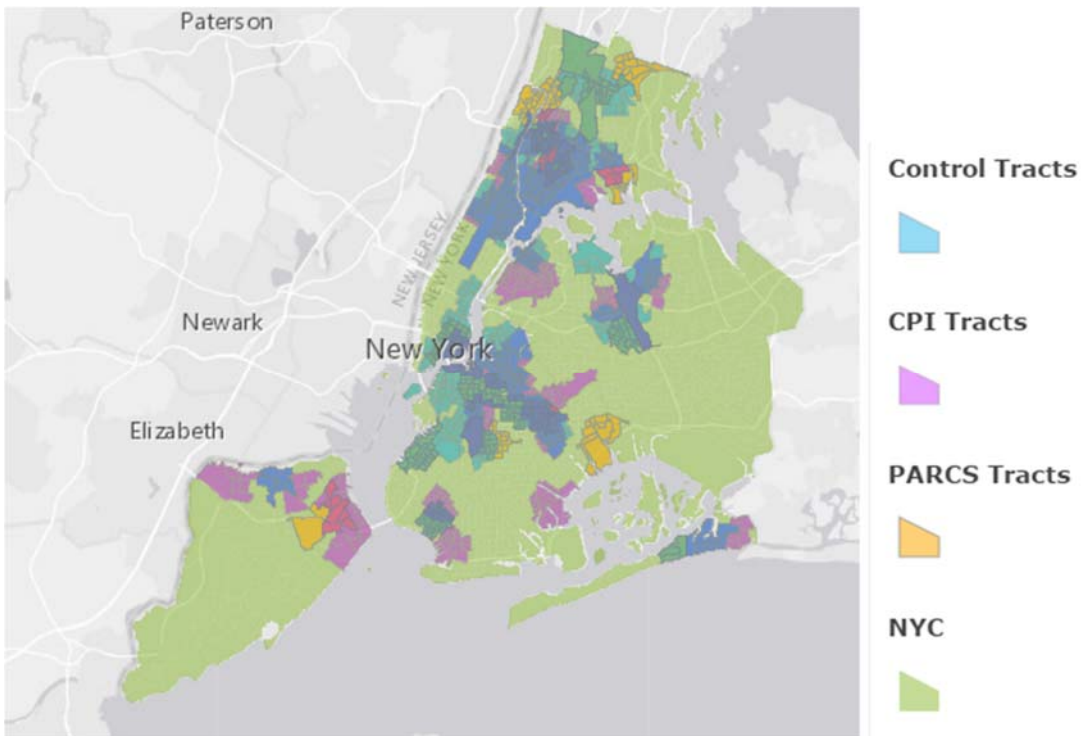 Paterson
NEW JERSEY
NEW YORK
Newark
New York
Elizabeth
Control Tracts
CPI Tracts
PARCS Tracts
NYC